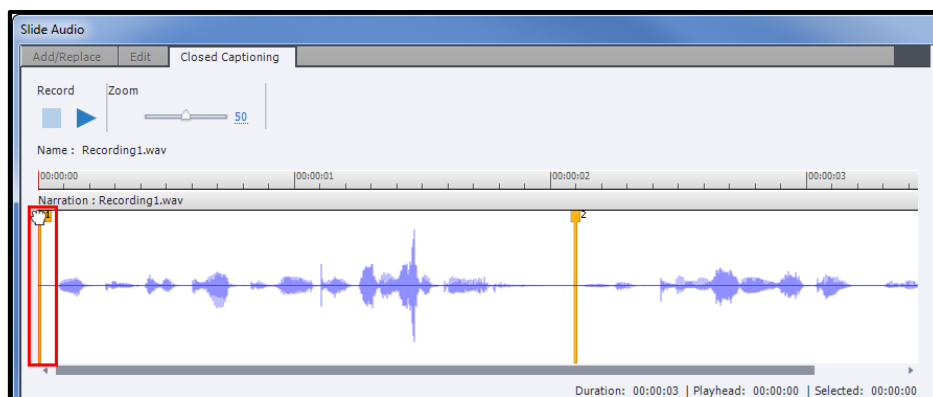 Slide Audio
Add/Replace Edit Closed Captioning
Record Zoom
50
Name : Recording1.wav
00:00:00 00:00:01 00:00:02 00:00:03
Narration : Recording1.wav
1 2
Duration: 00:00:03 | Playhead: 00:00:00 | Selected: 00:00:00